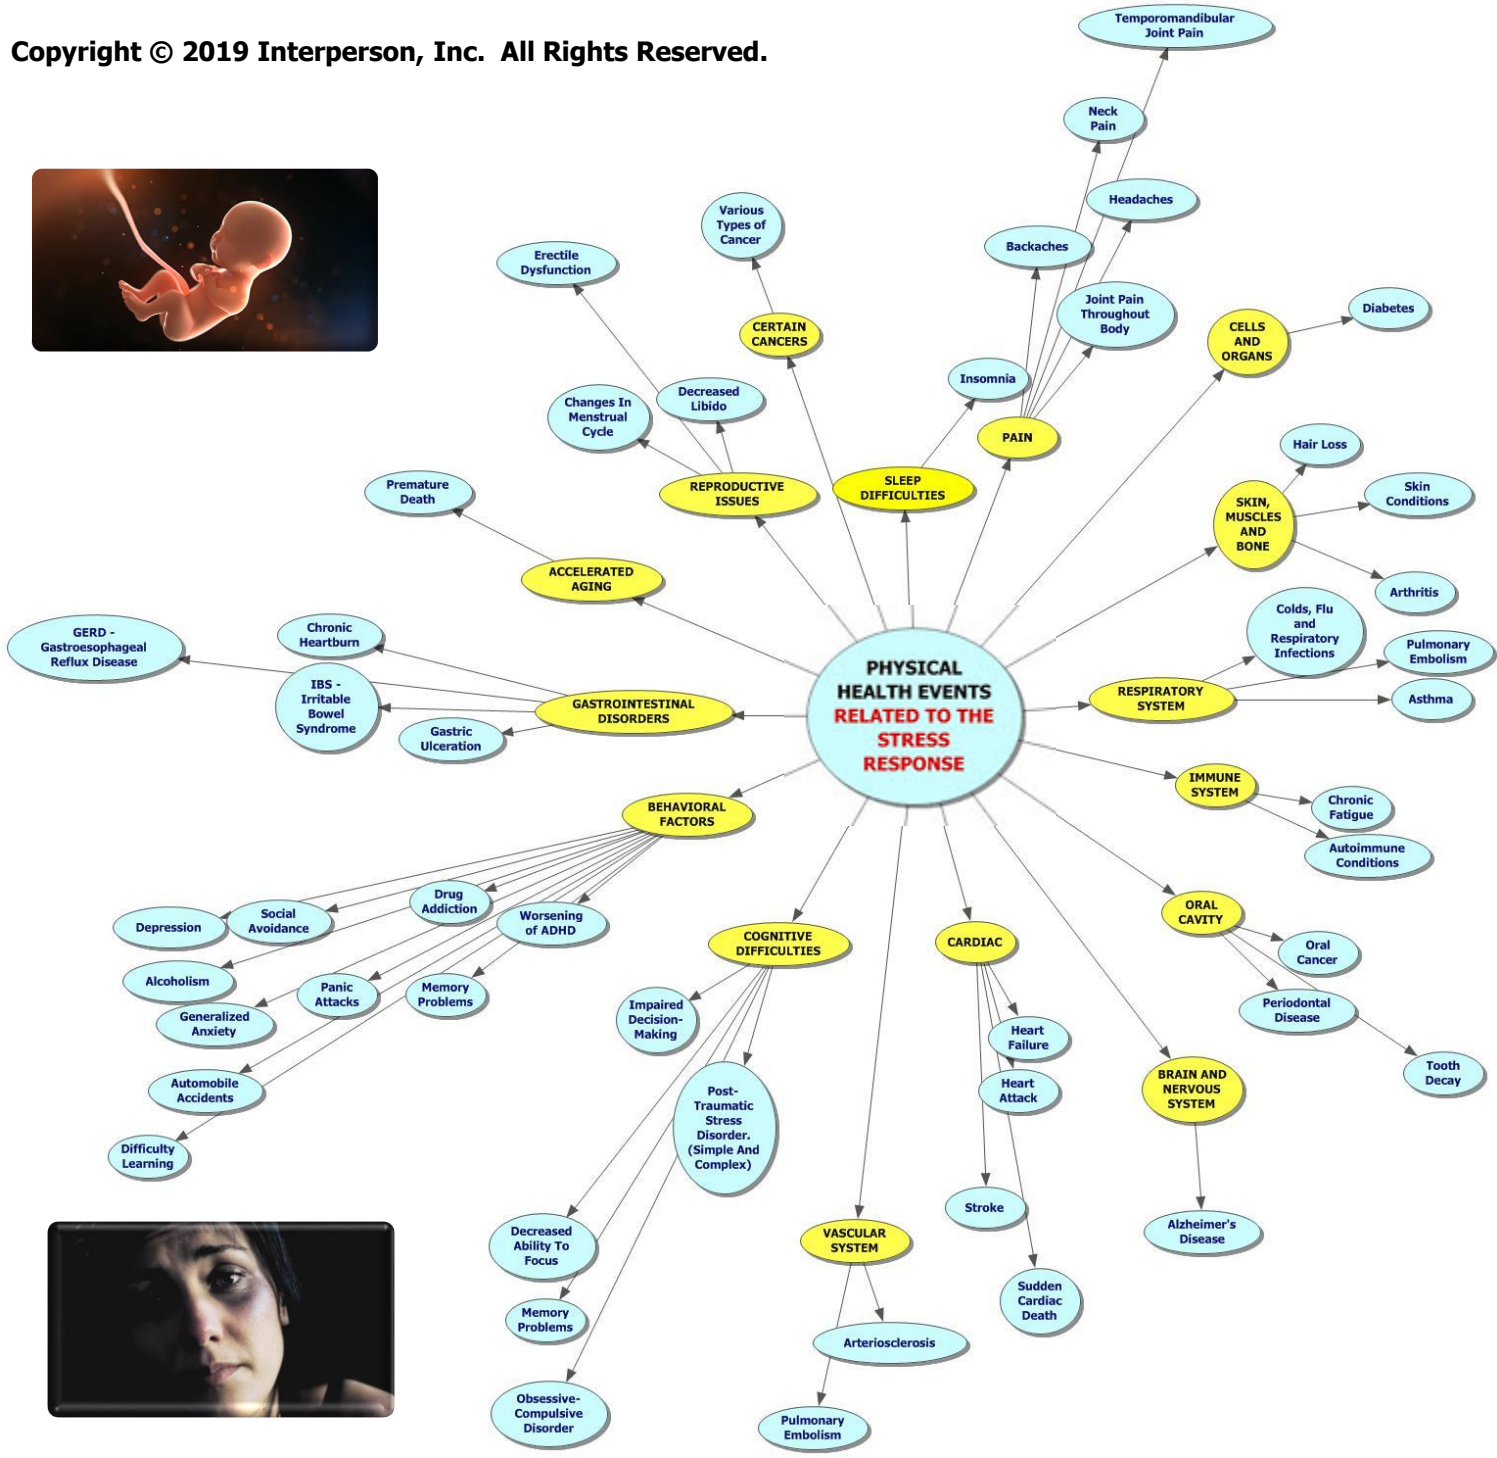 Copyright © 2019 Interperson, Inc.  All Rights Reserved.
Temporomandibular
Joint Pain
Neck
Pain
Headaches
Backaches
Joint Pain
Throughout
Body
Various
Types of
Cancer
Erectile
Dysfunction
CERTAIN
CANCERS
CELLS
AND
ORGANS
Diabetes
Insomnia
Decreased
Libido
Changes In
Menstrual
Cycle
PAIN
Hair Loss
REPRODUCTIVE
ISSUES
SLEEP
DIFFICULTIES
Premature
Death
SKIN,
MUSCLES
AND
BONE
Skin
Conditions
Arthritis
ACCELERATED
AGING
Colds, Flu
and
Respiratory
Infections
GERD -
Gastroesophageal
Reflux Disease
Chronic
Heartburn
Pulmonary
Embolism
PHYSICAL
HEALTH EVENTS
RELATED TO THE
STRESS
RESPONSE
RESPIRATORY
SYSTEM
Asthma
IBS -
Irritable
Bowel
Syndrome
GASTROINTESTINAL
DISORDERS
Gastric
Ulceration
IMMUNE
SYSTEM
Chronic
Fatigue
Autoimmune
Conditions
BEHAVIORAL
FACTORS
Drug
Addiction
Depression
Social
Avoidance
Worsening
of ADHD
COGNITIVE
DIFFICULTIES
CARDIAC
ORAL
CAVITY
Oral
Cancer
Alcoholism
Panic
Attacks
Memory
Problems
Generalized
Anxiety
Impaired
Decision-
Making
Heart
Failure
Periodontal
Disease
Automobile
Accidents
Heart
Attack
BRAIN AND
NERVOUS
SYSTEM
Tooth
Decay
Post-
Traumatic
Stress
Disorder.
(Simple And
Complex)
Difficulty
Learning
Stroke
Alzheimer's
Disease
Decreased
Ability To
Focus
VASCULAR
SYSTEM
Sudden
Cardiac
Death
Memory
Problems
Arteriosclerosis
Obsessive-
Compulsive
Disorder
Pulmonary
Embolism